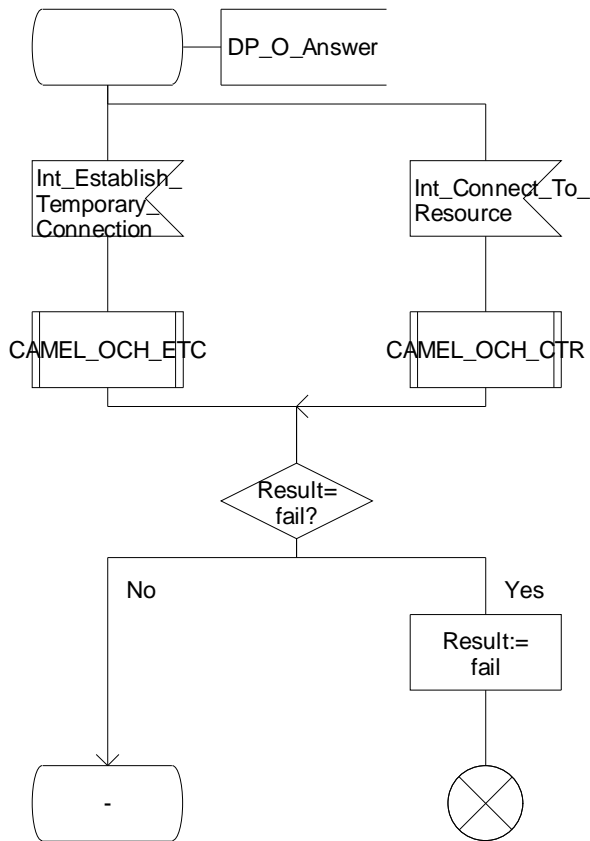 DP_O_Answer
Int_Establish_
Temporary_
Connection
Int_Connect_To_
Resource
CAMEL_OCH_ETC
CAMEL_OCH_CTR
Result=
fail?
No
Yes
Result:=
fail
-